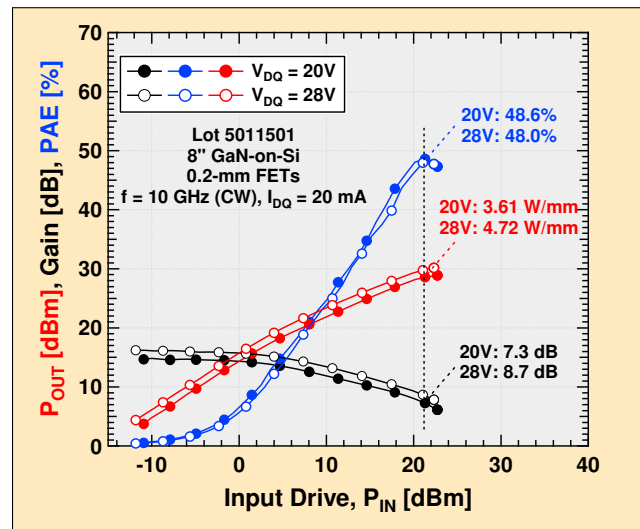 P_OUT [dBm], Gain [dB], PAE [%]
70
60
50
40
30
20
10
0
V_DQ = 20V
V_DQ = 28V
Lot 5011501
8" GaN-on-Si
0.2-mm FETs
f = 10 GHz (CW), I_DQ = 20 mA
20V: 48.6%
28V: 48.0%
20V: 3.61 W/mm
28V: 4.72 W/mm
20V: 7.3 dB
28V: 8.7 dB
-10 0 10 20 30 40
Input Drive, P_IN [dBm]